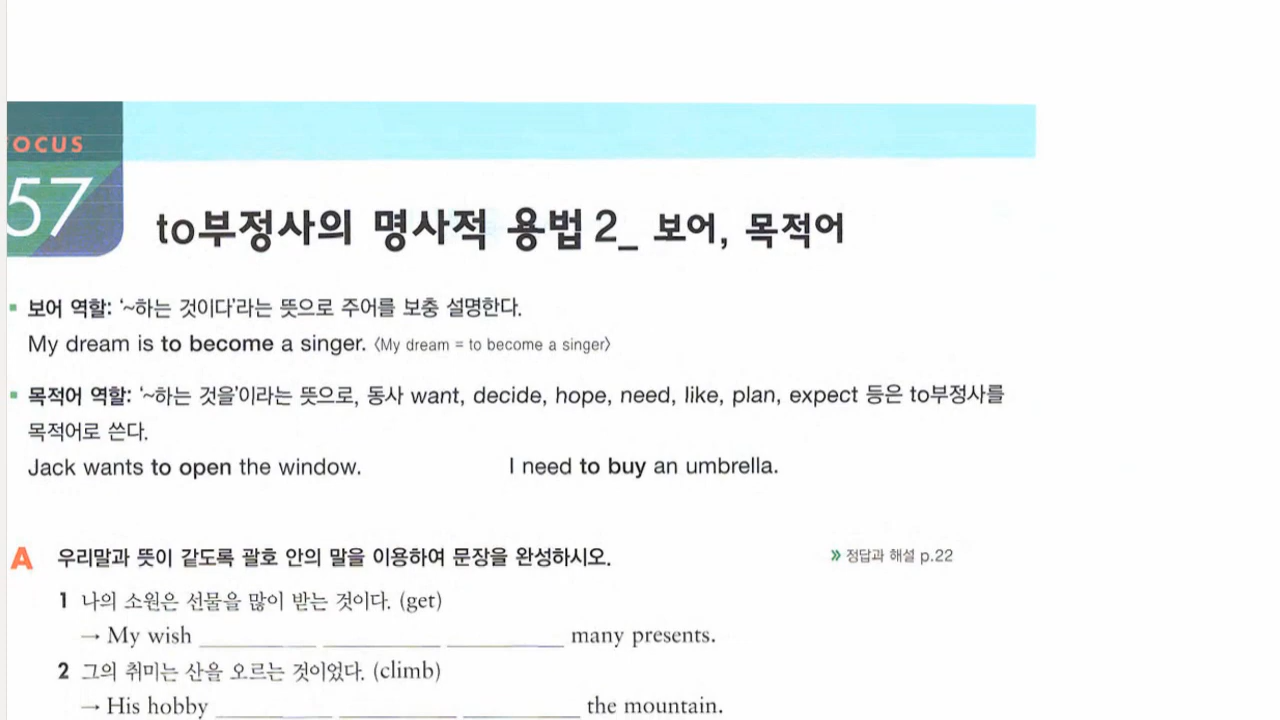 OCUS
57
to부정사의 명사적 용법 2_ 보어, 목적어
보어 역할: ‘~하는 것이다’라는 뜻으로 주어를 보충 설명한다.
My dream is to become a singer. 〈My dream = to become a singer〉
목적어 역할: ‘~하는 것을’이라는 뜻으로, 동사 want, decide, hope, need, like, plan, expect 등은 to부정사를
목적어로 쓴다.
Jack wants to open the window. I need to buy an umbrella.
A 우리말과 뜻이 같도록 괄호 안의 말을 이용하여 문장을 완성하시오. » 정답과 해설 p.22
1 나의 소원은 선물을 많이 받는 것이다. (get)
→ My wish ___ ___ ___ many presents.
2 그의 취미는 산을 오르는 것이었다. (climb)
→ His hobby ___ ___ ___ the mountain.